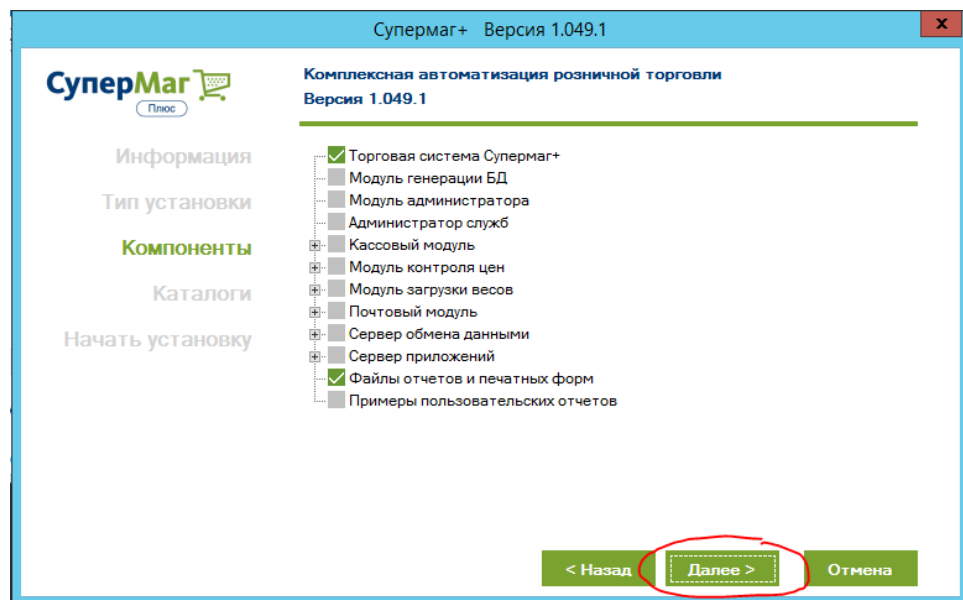 Супермаг+ Версия 1.049.1
x
СуперМаг
Плюс
Комплексная автоматизация розничной торговли
Версия 1.049.1
Информация
Тип установки
Компоненты
Каталоги
Начать установку
Торговая система Супермаг+
Модуль генерации БД
Модуль администратора
Администратор служб
Кассовый модуль
Модуль контроля цен
Модуль загрузки весов
Почтовый модуль
Сервер обмена данными
Сервер приложений
Файлы отчетов и печатных форм
Примеры пользовательских отчетов
< Назад
Далее >
Отмена